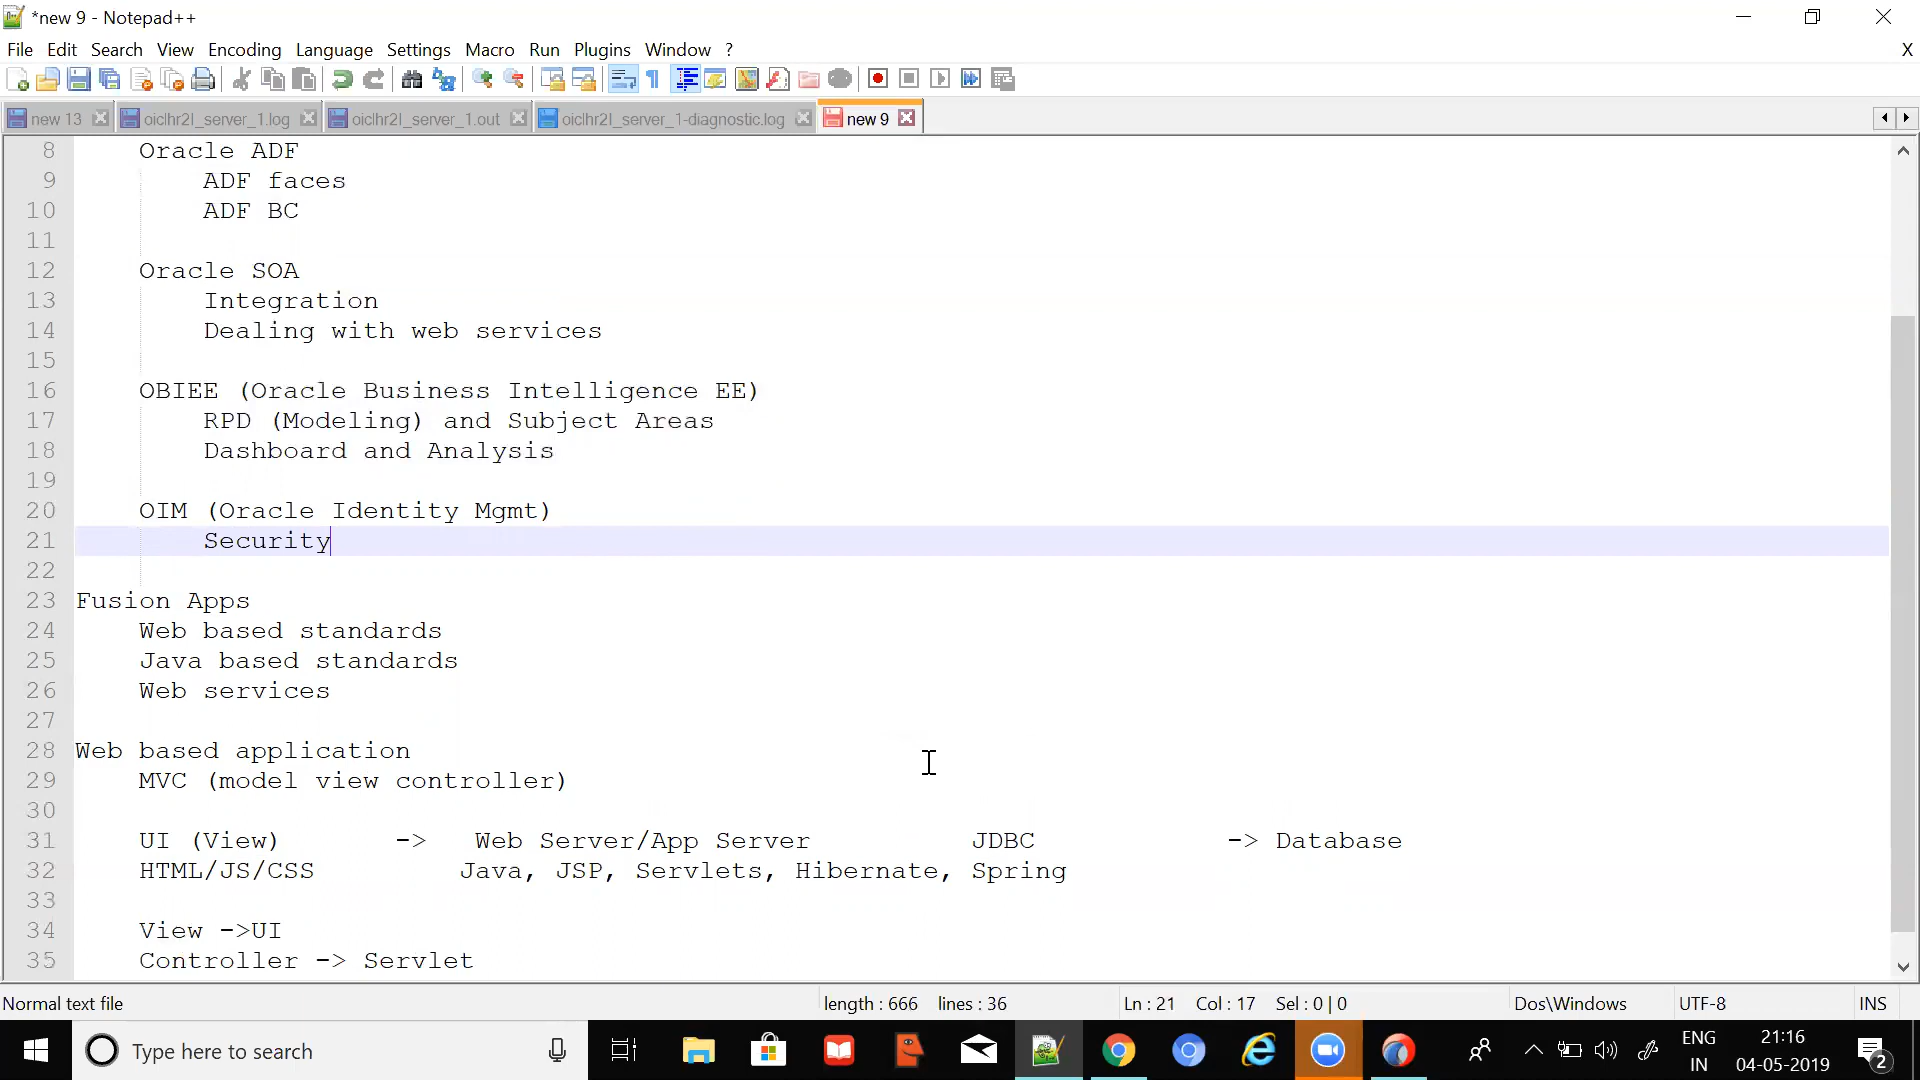 *new 9 - Notepad++
File Edit Search View Encoding Language Settings Macro Run Plugins Window ? X
new 13 oiclhr2l_server_1.log oiclhr2l_server_1.out oiclhr2l_server_1-diagnostic.log new 9
8 Oracle ADF
9 ADF faces
10 ADF BC
11
12 Oracle SOA
13 Integration
14 Dealing with web services
15
16 OBIEE (Oracle Business Intelligence EE)
17 RPD (Modeling) and Subject Areas
18 Dashboard and Analysis
19
20 OIM (Oracle Identity Mgmt)
21 Security
22
23 Fusion Apps
24 Web based standards
25 Java based standards
26 Web services
27
28 Web based application
29 MVC (model view controller)
30
31 UI (View) -> Web Server/App Server JDBC -> Database
32 HTML/JS/CSS Java, JSP, Servlets, Hibernate, Spring
33
34 View ->UI
35 Controller -> Servlet
Normal text file length : 666 lines : 36 Ln : 21 Col : 17 Sel : 0 | 0 Dos\Windows UTF-8 INS
Type here to search ENG 21:16
IN 04-05-2019 2